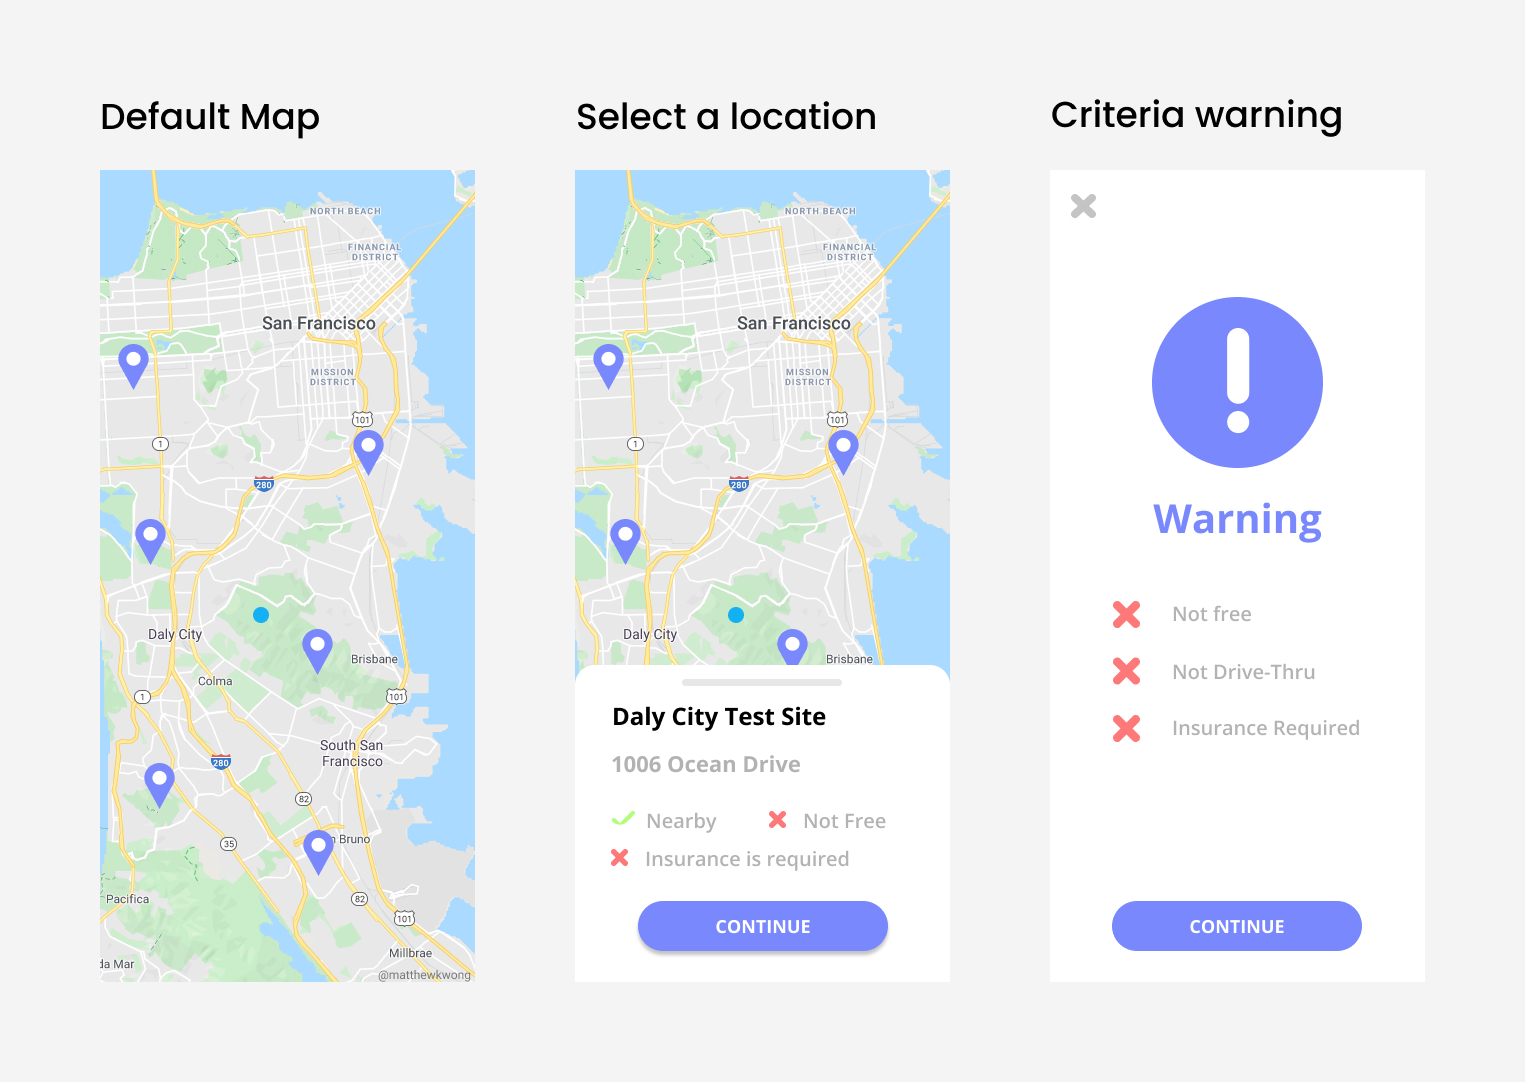 Default Map
Select a location
Criteria warning
NORTH BEACH
FINANCIAL
DISTRICT
San Francisco
MISSION
DISTRICT
101
1
280
Daly City
Brisbane
Colma
1
101
South San
Francisco
280
82
35
n Bruno
82
Pacifica
101
Millbrae
da Mar
@matthewkwong
NORTH BEACH
FINANCIAL
DISTRICT
San Francisco
MISSION
DISTRICT
101
1
280
Daly City
Brisbane
Daly City Test Site
1006 Ocean Drive
Nearby
Not Free
Insurance is required
CONTINUE
Warning
Not free
Not Drive-Thru
Insurance Required
CONTINUE